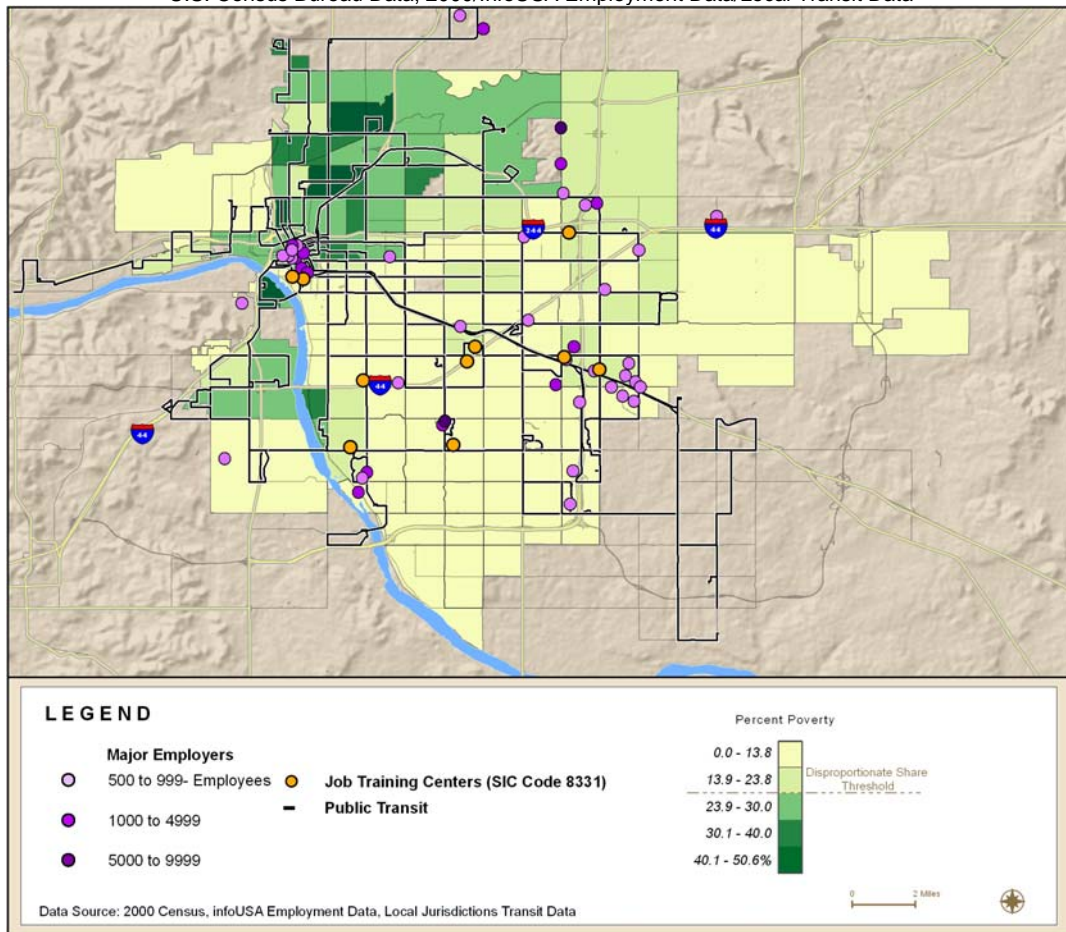 244
44
44
44
LEGEND
Major Employers
500 to 999- Employees
1000 to 4999
5000 to 9999
Job Training Centers (SIC Code 8331)
Public Transit
Percent Poverty
0.0 - 13.8
13.9 - 23.8
23.9 - 30.0
30.1 - 40.0
40.1 - 50.6%
Disproportionate Share
Threshold
0 2 Miles
Data Source: 2000 Census, infoUSA Employment Data, Local Jurisdictions Transit Data